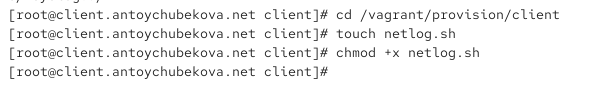 [root@client.antoychubekova.net client]# cd /vagrant/provision/client
[root@client.antoychubekova.net client]# touch netlog.sh
[root@client.antoychubekova.net client]# chmod +x netlog.sh
[root@client.antoychubekova.net client]#